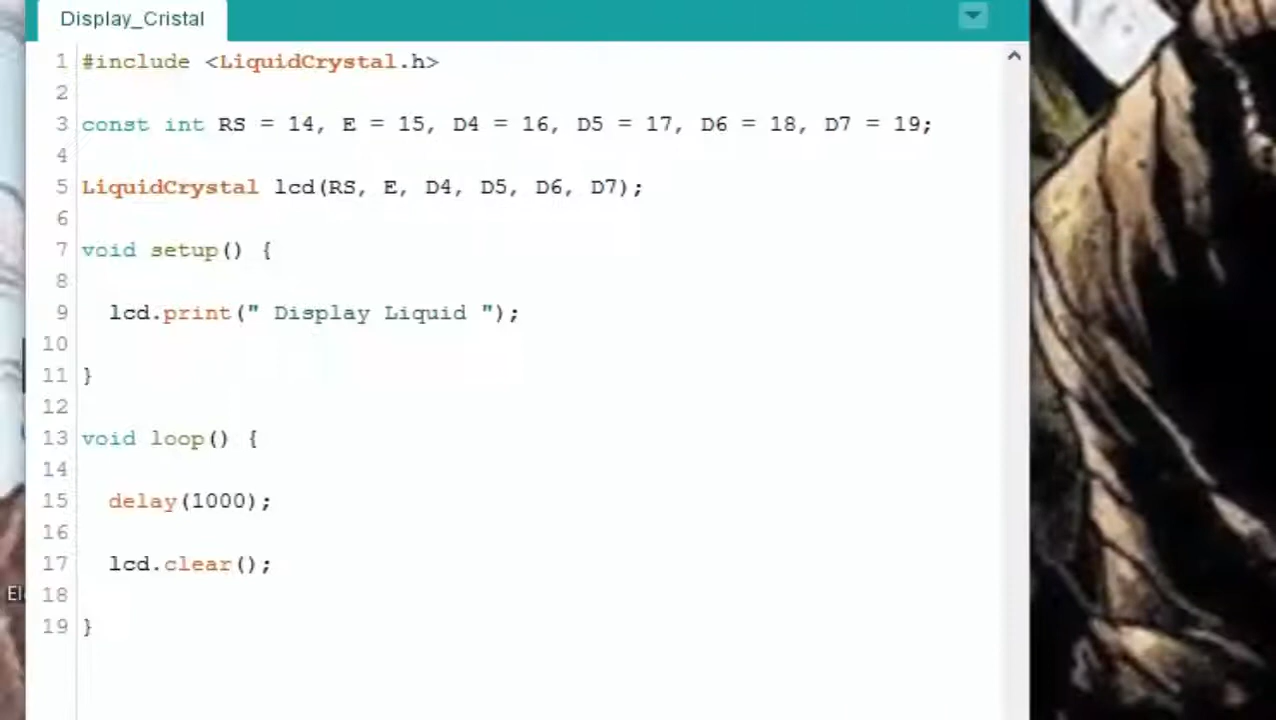 Display_Cristal
1 #include <LiquidCrystal.h>
2
3 const int RS = 14, E = 15, D4 = 16, D5 = 17, D6 = 18, D7 = 19;
4
5 LiquidCrystal lcd(RS, E, D4, D5, D6, D7);
6
7 void setup() {
8
9 lcd.print(" Display Liquid ");
10
11 }
12
13 void loop() {
14
15 delay(1000);
16
17 lcd.clear();
18
19 }